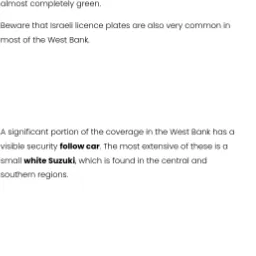 almost completely green.
Beware that Israeli licence plates are also very common in
most of the West Bank.
A significant portion of the coverage in the West Bank has a
visible security follow car. The most extensive of these is a
small white Suzuki, which is found in the central and
southern regions.